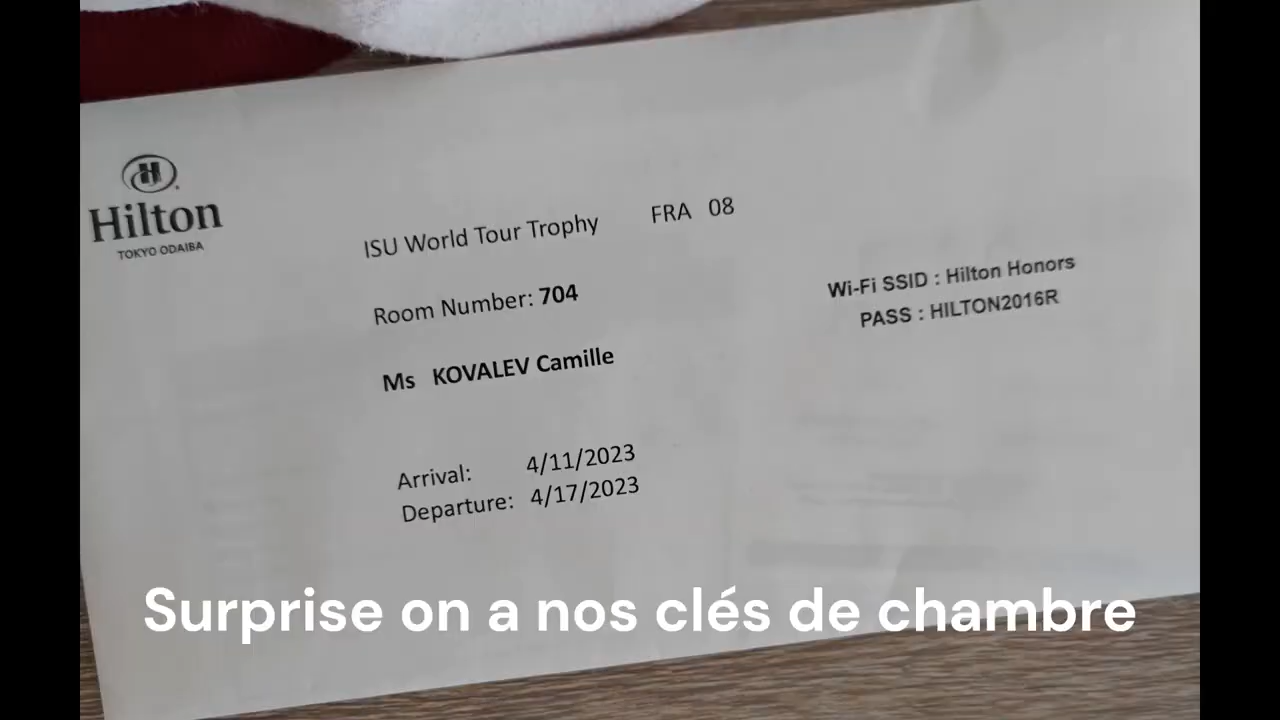 Hilton
TOKYO ODAIBA
ISU World Tour Trophy FRA 08
Room Number: 704
Ms KOVALEV Camille
Arrival: 4/11/2023
Departure: 4/17/2023
Wi-Fi SSID : Hilton Honors
PASS : HILTON2016R
Surprise on a nos clés de chambre